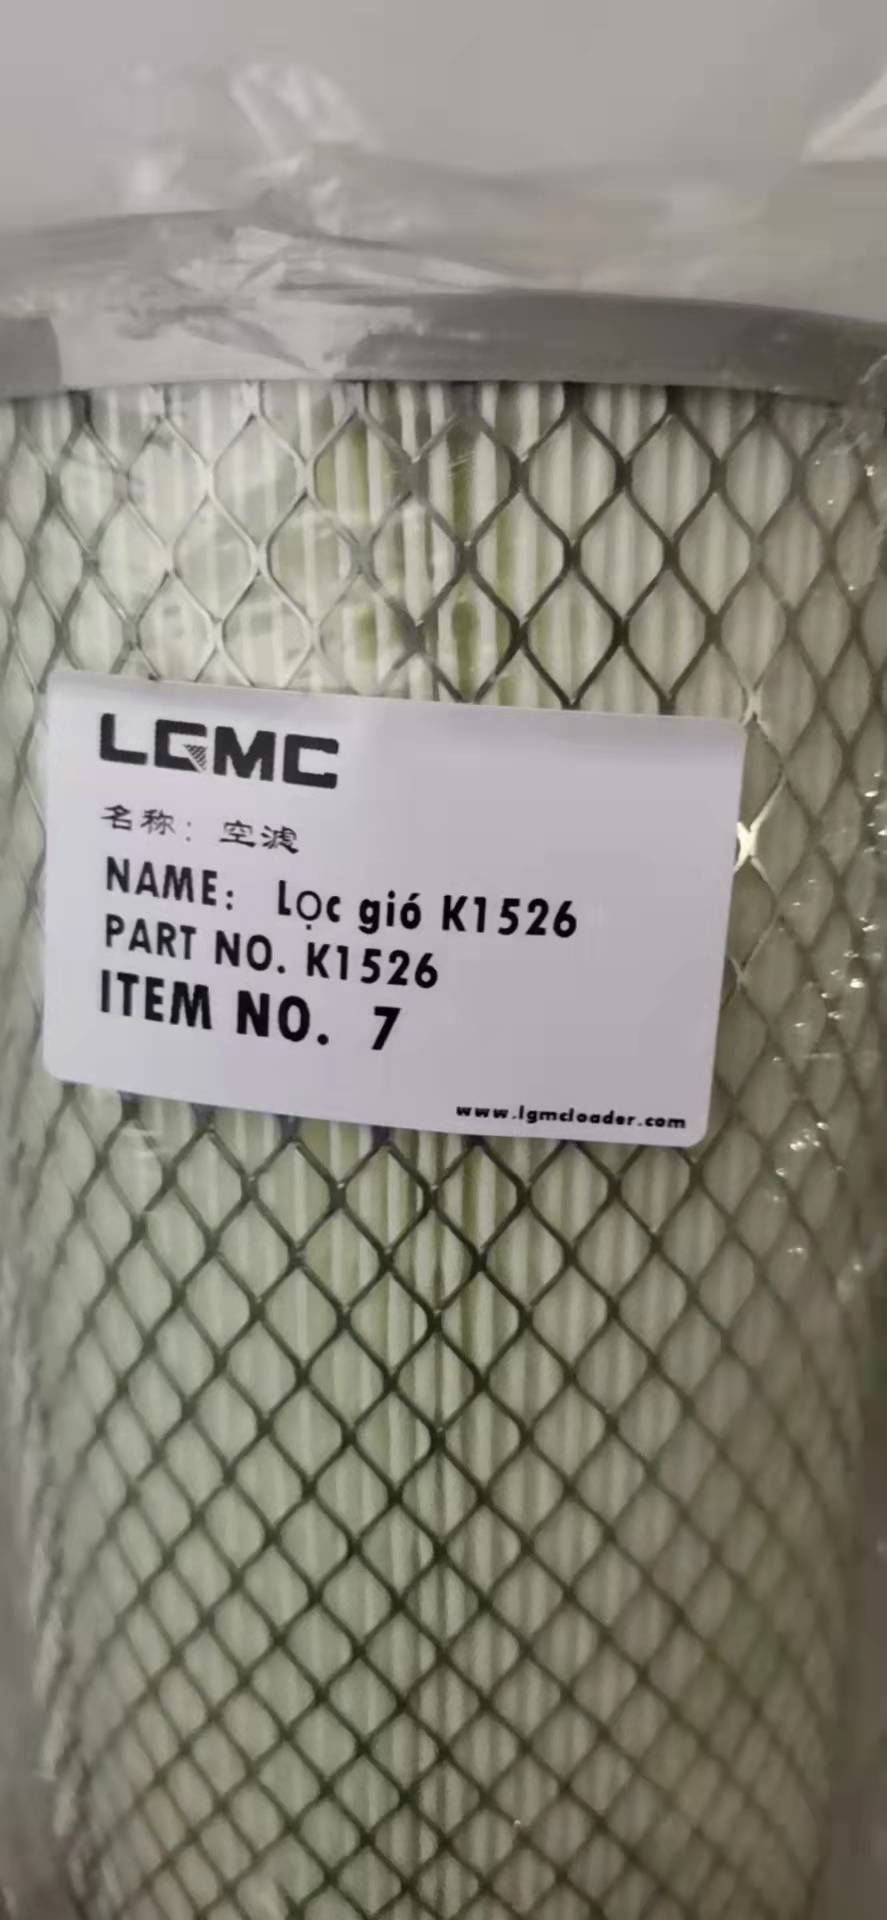 LGMC
名称: 空滤
NAME: Lọc gió K1526
PART NO. K1526
ITEM NO. 7
www.lgmcloader.com